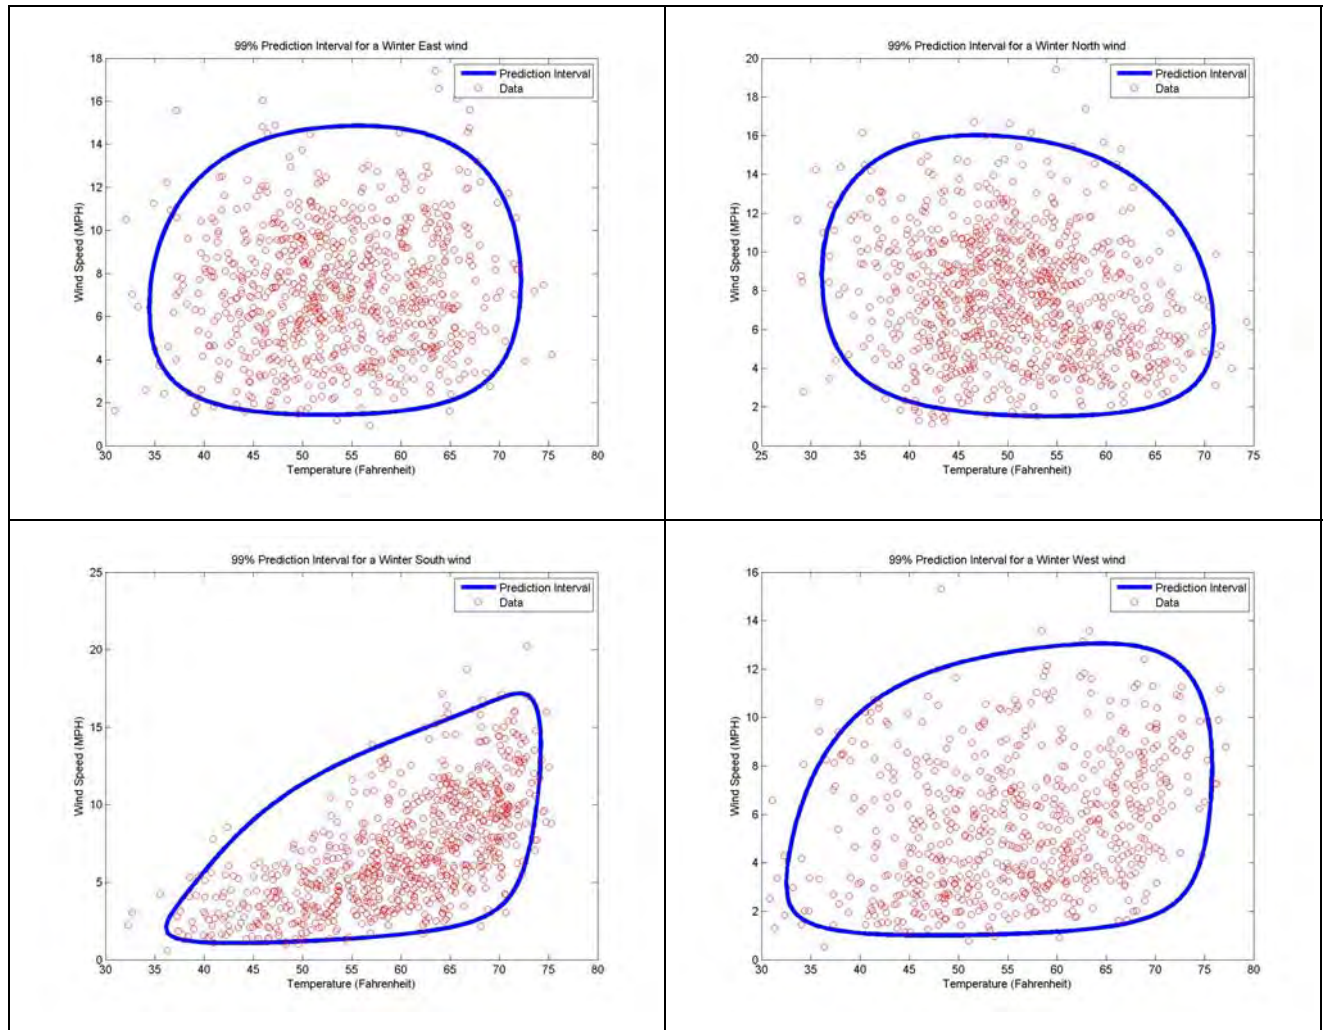 99% Prediction Interval for a Winter East wind
18
16
14
12
10
8
6
4
2
0
Wind Speed (MPH)
Prediction Interval
Data
30 35 40 45 50 55 60 65 70 75 80
Temperature (Fahrenheit)
99% Prediction Interval for a Winter North wind
20
18
16
14
12
10
8
6
4
2
0
Wind Speed (MPH)
Prediction Interval
Data
25 30 35 40 45 50 55 60 65 70 75
Temperature (Fahrenheit)
99% Prediction Interval for a Winter South wind
25
20
15
10
5
0
Wind Speed (MPH)
Prediction Interval
Data
30 35 40 45 50 55 60 65 70 75 80
Temperature (Fahrenheit)
99% Prediction Interval for a Winter West wind
16
14
12
10
8
6
4
2
0
Wind Speed (MPH)
Prediction Interval
Data
30 35 40 45 50 55 60 65 70 75 80
Temperature (Fahrenheit)